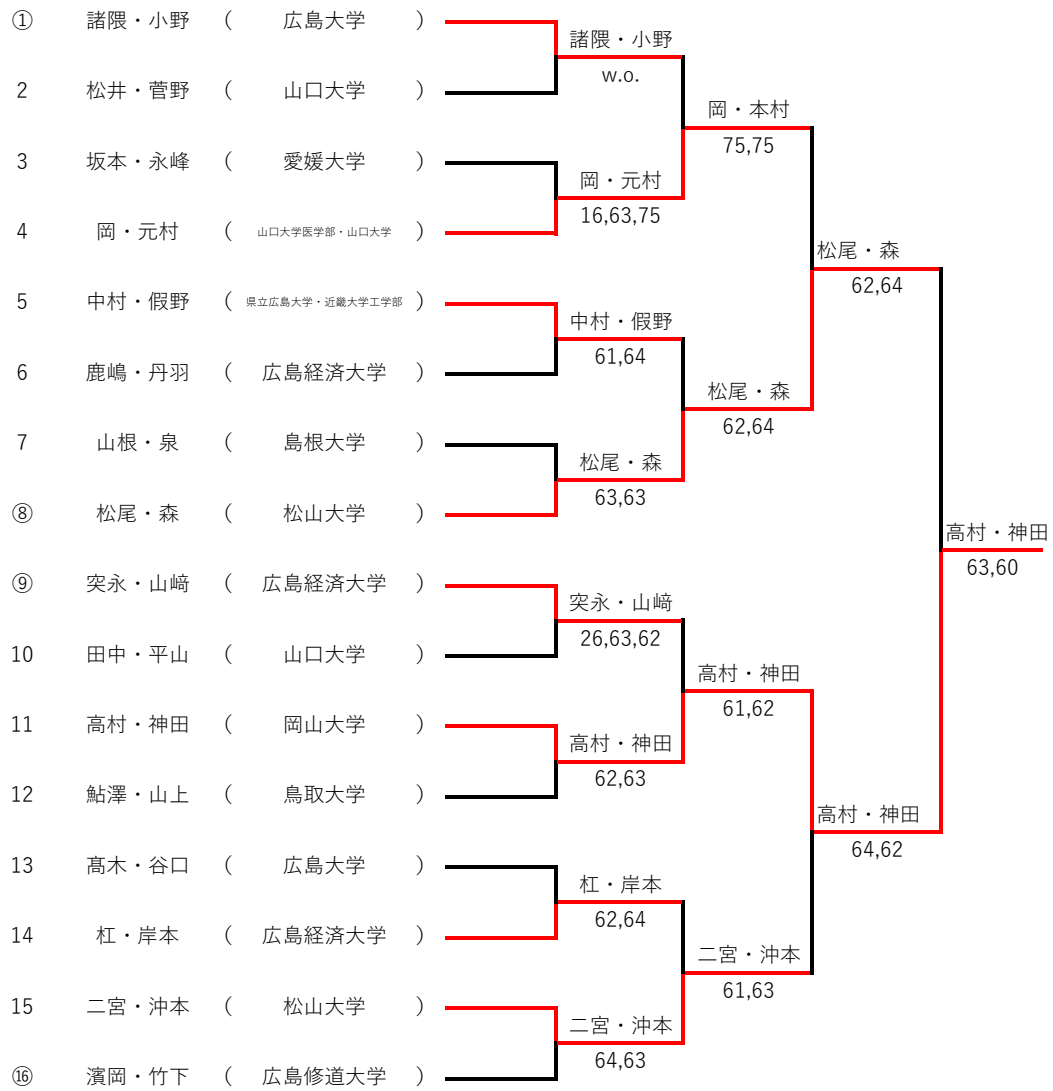 ① 諸隈・小野 ( 広島大学 )
諸隈・小野
w.o.
2 松井・菅野 ( 山口大学 )
岡・本村
75,75
3 坂本・永峰 ( 愛媛大学 )
岡・元村
16,63,75
4 岡・元村 ( 山口大学医学部・山口大学 )
松尾・森
62,64
5 中村・假野 ( 県立広島大学・近畿大学工学部 )
中村・假野
61,64
6 鹿嶋・丹羽 ( 広島経済大学 )
松尾・森
62,64
7 山根・泉 ( 島根大学 )
松尾・森
63,63
⑧ 松尾・森 ( 松山大学 )
高村・神田
63,60
⑨ 突永・山﨑 ( 広島経済大学 )
突永・山﨑
26,63,62
10 田中・平山 ( 山口大学 )
高村・神田
61,62
11 高村・神田 ( 岡山大学 )
高村・神田
62,63
12 鮎澤・山上 ( 鳥取大学 )
高村・神田
64,62
13 髙木・谷口 ( 広島大学 )
杠・岸本
62,64
14 杠・岸本 ( 広島経済大学 )
二宮・沖本
61,63
15 二宮・沖本 ( 松山大学 )
二宮・沖本
64,63
⑯ 濱岡・竹下 ( 広島修道大学 )